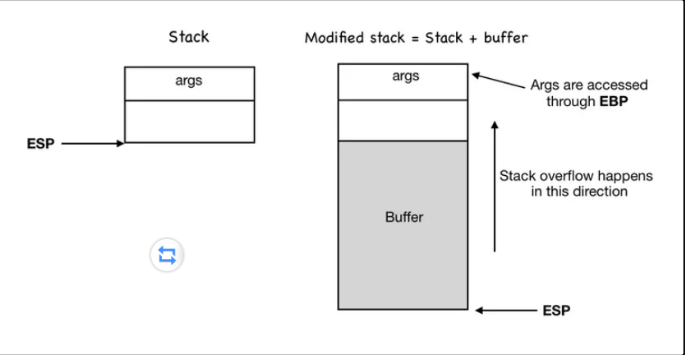 Stack
Modified stack = Stack + buffer
args
args
Args are accessed
through EBP
ESP
Stack overflow happens
in this direction
Buffer
ESP